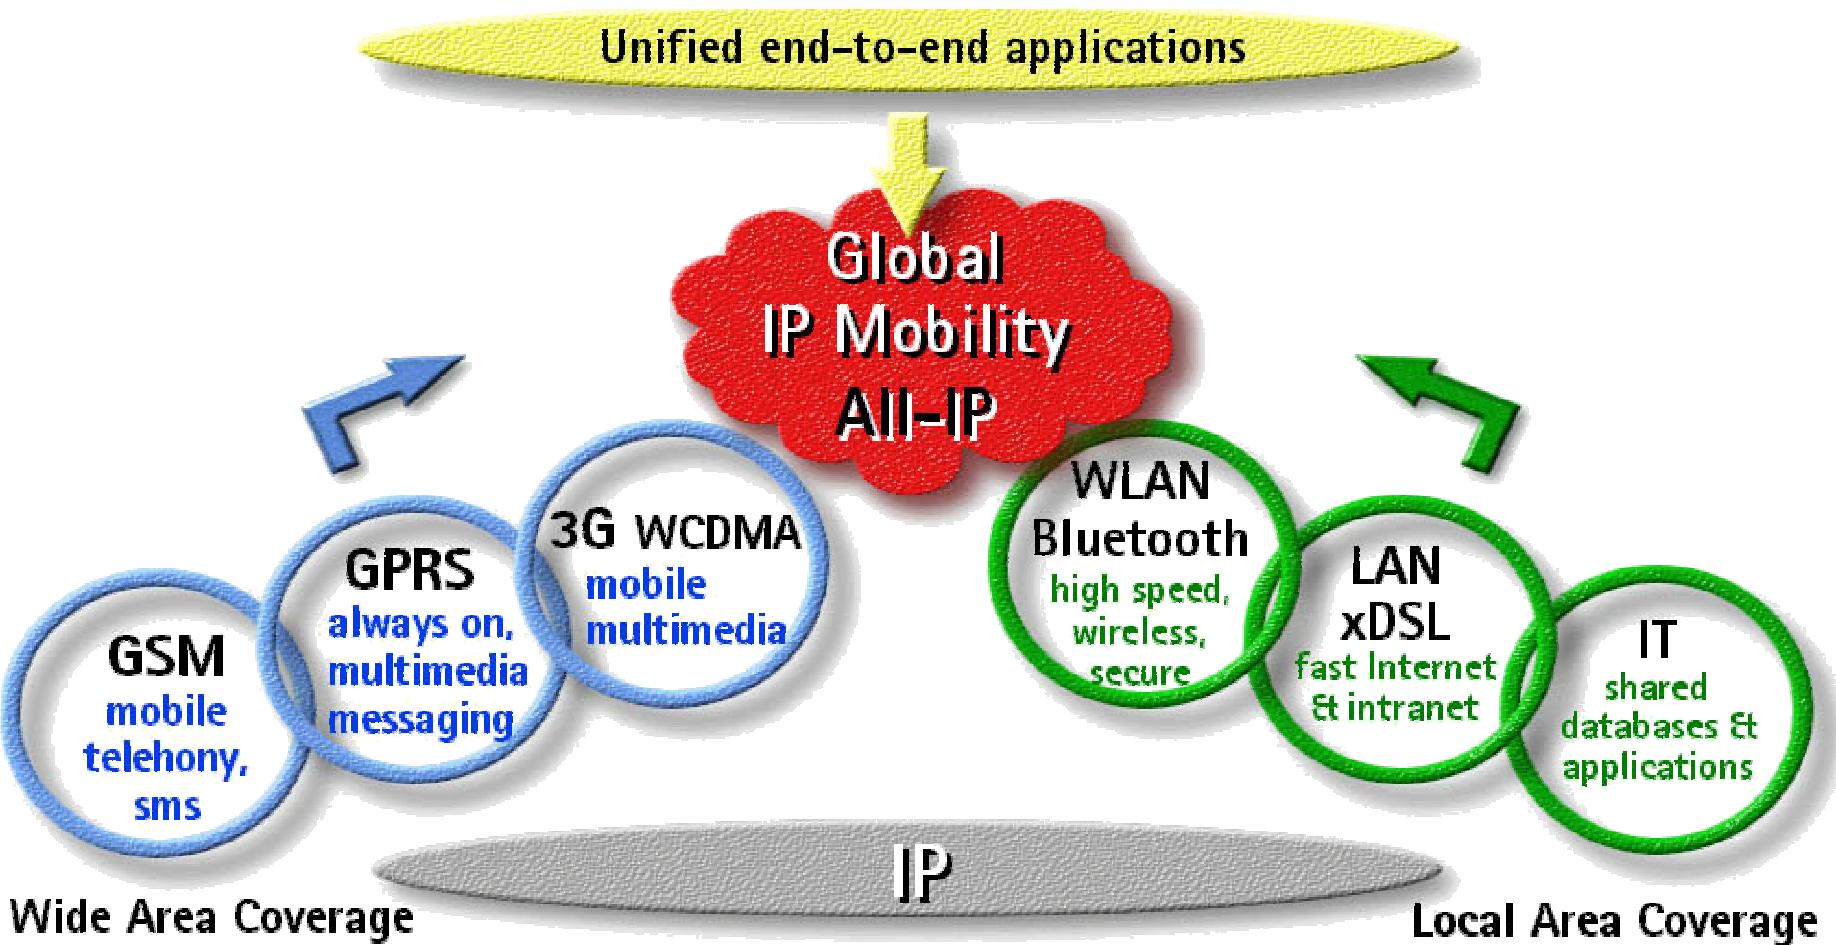 Unified end-to-end applications
Global
IP Mobility
All-IP
GSM
mobile
telehony,
sms
GPRS
always on,
multimedia
messaging
3G WCDMA
mobile
multimedia
WLAN
Bluetooth
high speed,
wireless,
secure
LAN
xDSL
fast Internet
& intranet
IT
shared
databases &
applications
IP
Wide Area Coverage
Local Area Coverage